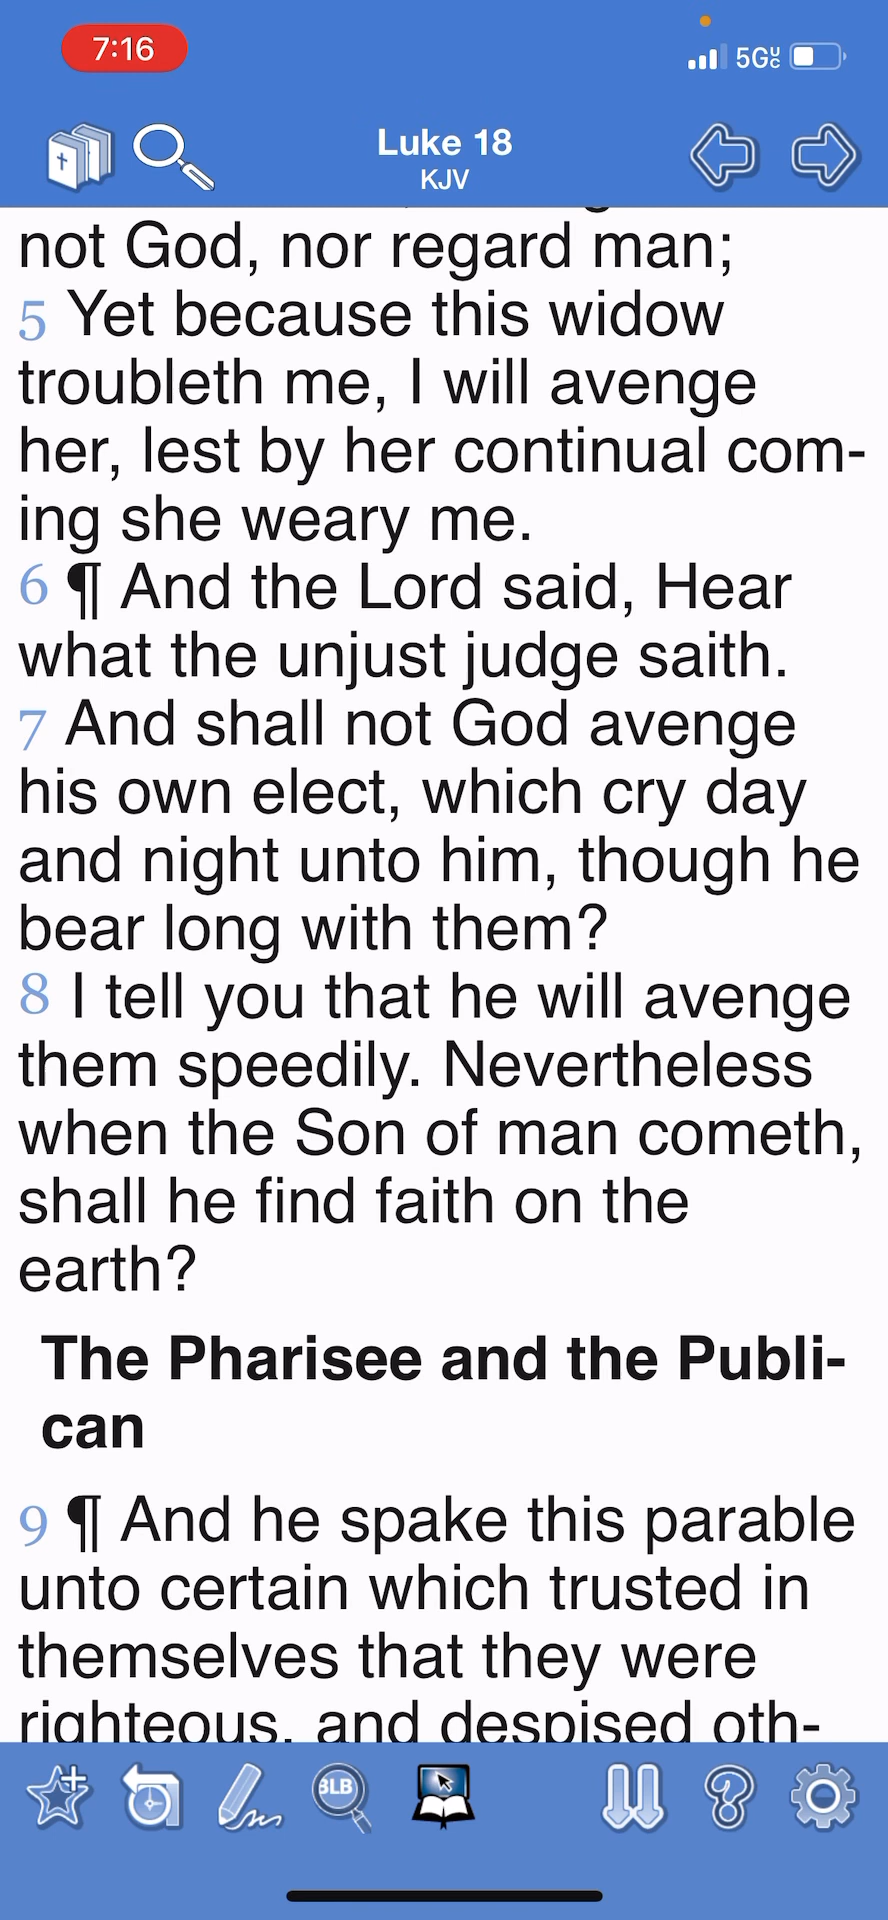 7:16
5G
Luke 18
KJV
not God, nor regard man;
5 Yet because this widow
troubleth me, I will avenge
her, lest by her continual com-
ing she weary me.
6 ¶ And the Lord said, Hear
what the unjust judge saith.
7 And shall not God avenge
his own elect, which cry day
and night unto him, though he
bear long with them?
8 I tell you that he will avenge
them speedily. Nevertheless
when the Son of man cometh,
shall he find faith on the
earth?
The Pharisee and the Publi-
can
9 ¶ And he spake this parable
unto certain which trusted in
themselves that they were
righteous, and despised oth-
BLB